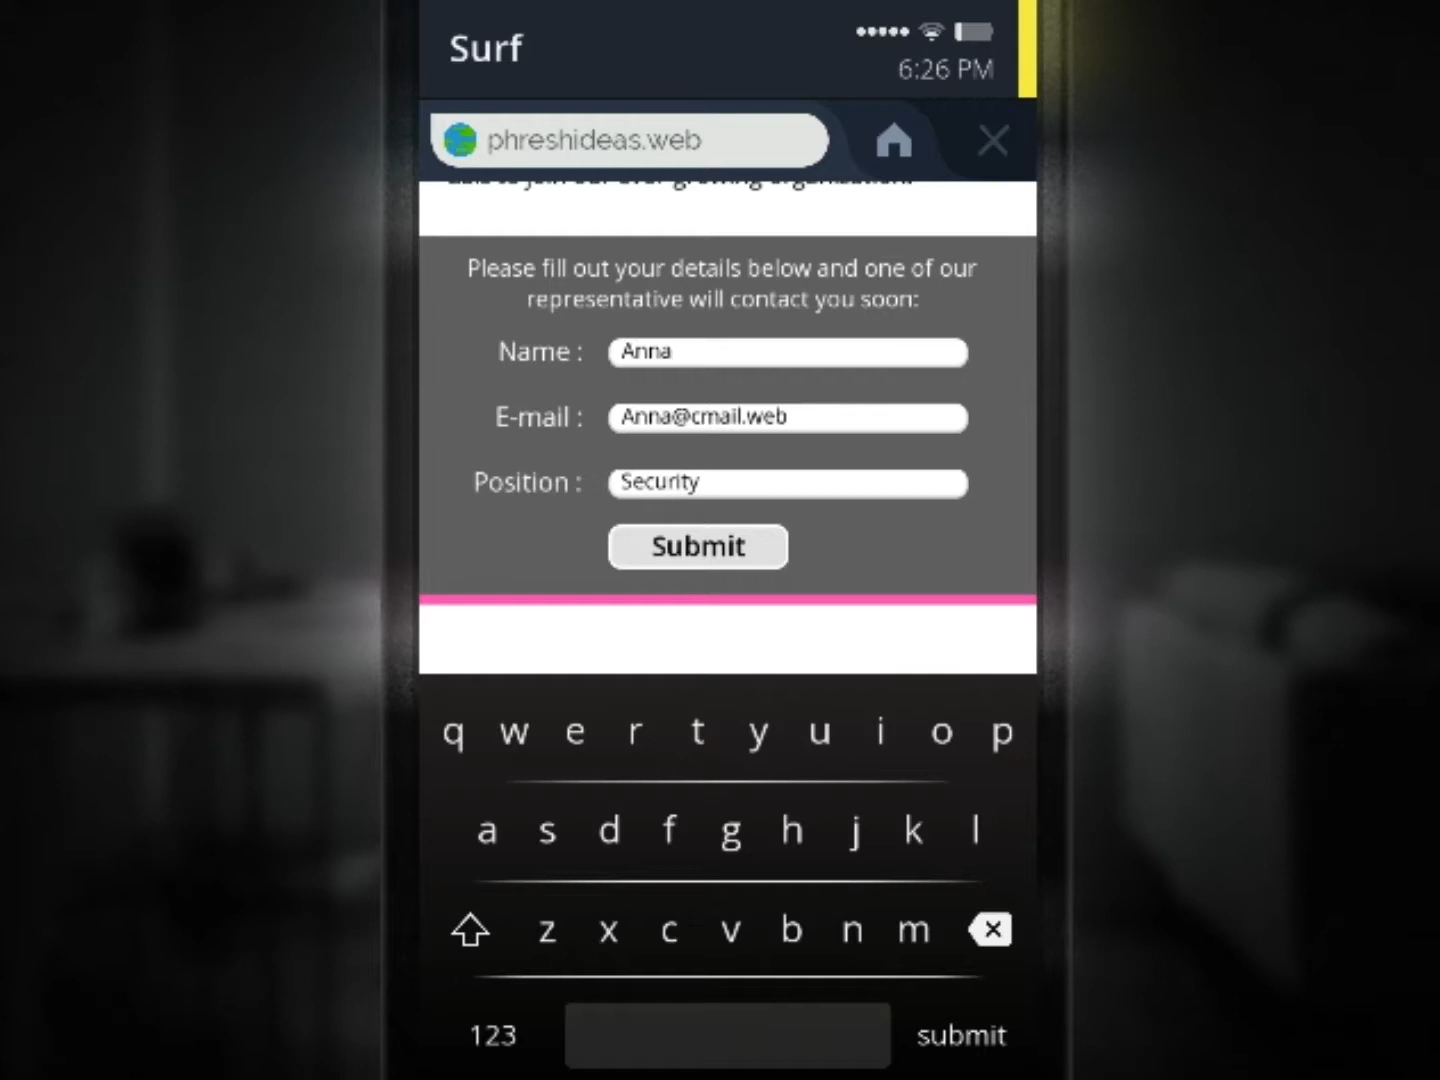 Surf
6:26 PM
phreshideas.web
Please fill out your details below and one of our
representative will contact you soon:
Name : Anna
E-mail : Anna@cmail.web
Position : Security
Submit
q w e r t y u i o p
a s d f g h j k l
z x c v b n m
123 submit